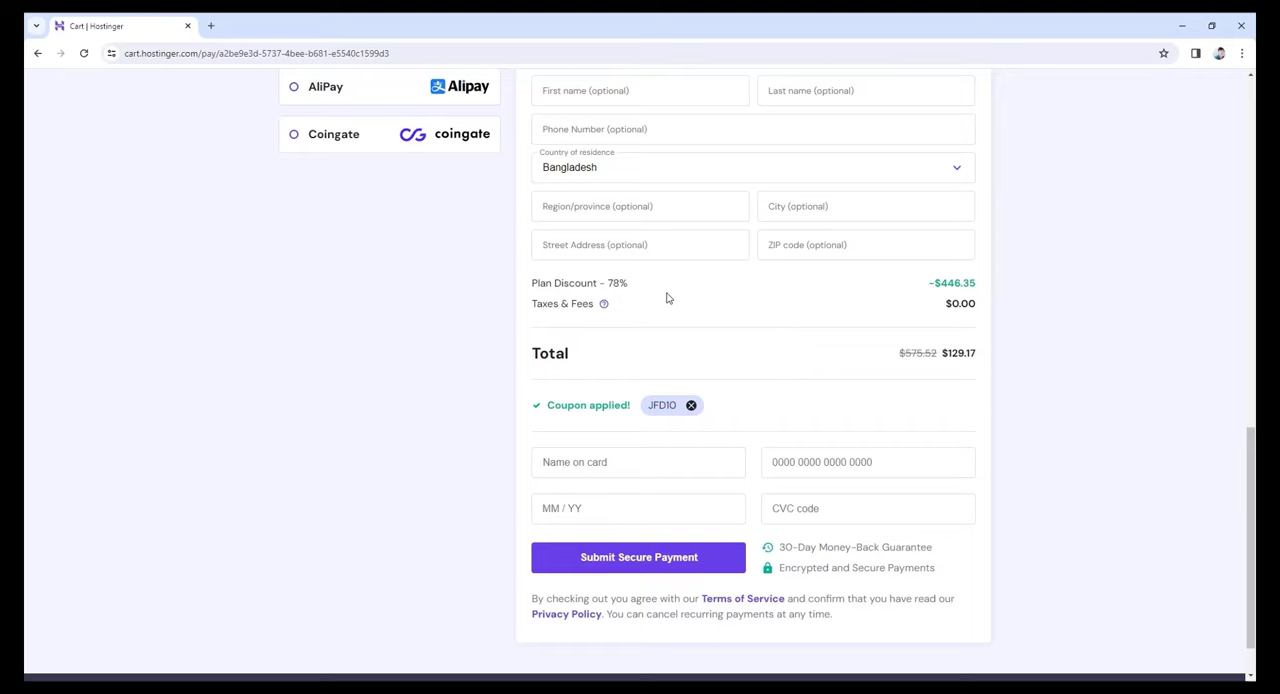 Cart | Hostinger
cart.hostinger.com/pay/a2be9e3d-5737-4bee-b681-e5540c1599d3
AliPay Alipay
Coingate coingate
First name (optional) Last name (optional)
Phone Number (optional)
Country of residence
Bangladesh
Region/province (optional) City (optional)
Street Address (optional) ZIP code (optional)
Plan Discount - 78% -$446.35
Taxes & Fees $0.00
Total $575.52 $129.17
Coupon applied! JFD10
Name on card 0000 0000 0000 0000
MM / YY CVC code
Submit Secure Payment 30-Day Money-Back Guarantee
Encrypted and Secure Payments
By checking out you agree with our Terms of Service and confirm that you have read our
Privacy Policy. You can cancel recurring payments at any time.